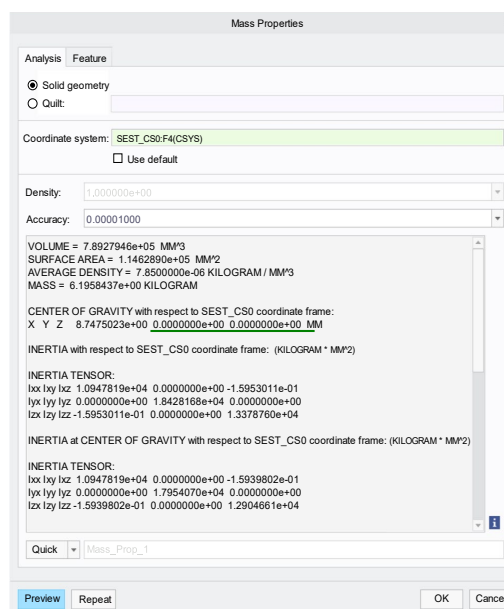 Mass Properties
Analysis Feature
Solid geometry
Quilt:
Coordinate system: SEST_CS0:F4(CSYS)
Use default
Density: 1,000000e+00
Accuracy: 0.00001000
VOLUME = 7.8927946e+05 MM^3
SURFACE AREA = 1.1462890e+05 MM^2
AVERAGE DENSITY = 7.8500000e-06 KILOGRAM / MM^3
MASS = 6.1958437e+00 KILOGRAM
CENTER OF GRAVITY with respect to SEST_CS0 coordinate frame:
X Y Z 8.7475023e+00 0.0000000e+00 0.0000000e+00 MM
INERTIA with respect to SEST_CS0 coordinate frame: (KILOGRAM * MM^2)
INERTIA TENSOR:
Ixx Ixy Ixz 1.0947819e+04 0.0000000e+00 -1.5953011e-01
Iyx Iyy Iyz 0.0000000e+00 1.8428168e+04 0.0000000e+00
Izx Izy Izz -1.5953011e-01 0.0000000e+00 1.3378760e+04
INERTIA at CENTER OF GRAVITY with respect to SEST_CS0 coordinate frame: (KILOGRAM * MM^2)
INERTIA TENSOR:
Ixx Ixy Ixz 1.0947819e+04 0.0000000e+00 -1.5939802e-01
Iyx Iyy Iyz 0.0000000e+00 1.7954070e+04 0.0000000e+00
Izx Izy Izz -1.5939802e-01 0.0000000e+00 1.2904661e+04
Quick Mass_Prop_1
Preview Repeat OK Cance